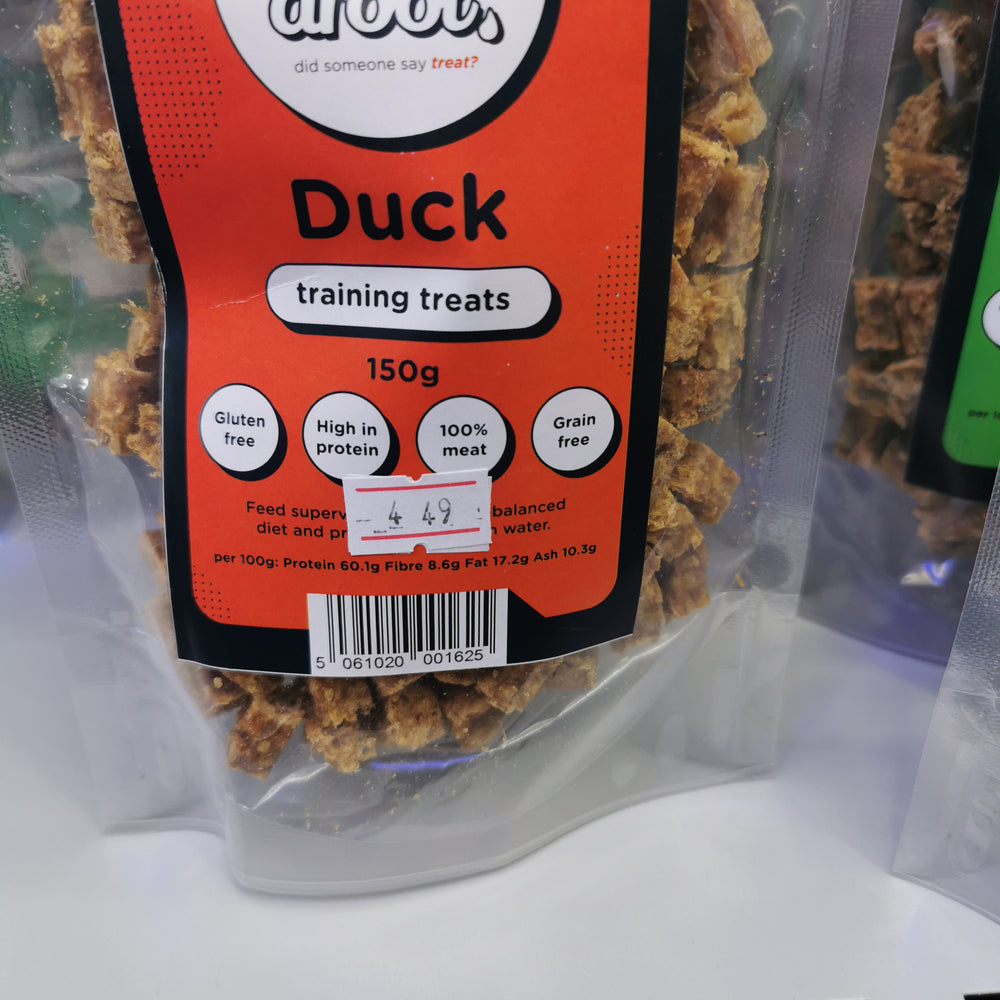 drool.
did someone say treat?
Duck
training treats
150g
Gluten free
High in protein
100% meat
Grain free
Feed superv balanced
diet and pr water.
4 49
per 100g: Protein 60.1g Fibre 8.6g Fat 17.2g Ash 10.3g
5 061020 001625
per